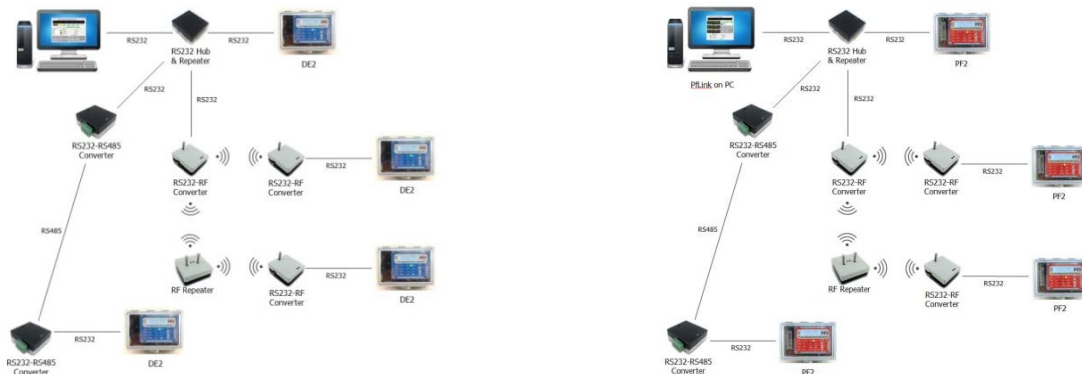 RS232
RS232
RS232 Hub
& Repeater
DE2
RS232
RS232
RS232-RS485
Converter
RS232-RF
Converter
RS232-RF
Converter
RS232
DE2
RS485
RF Repeater
RS232-RF
Converter
RS232
DE2
RS232-RS485
Converter
RS232
DE2
RS232
RS232
RS232 Hub
& Repeater
PF2
PfLink on PC
RS232
RS232
RS232-RS485
Converter
RS232-RF
Converter
RS232-RF
Converter
RS232
PF2
RS485
RF Repeater
RS232-RF
Converter
RS232
PF2
RS232-RS485
Converter
RS232
PF2